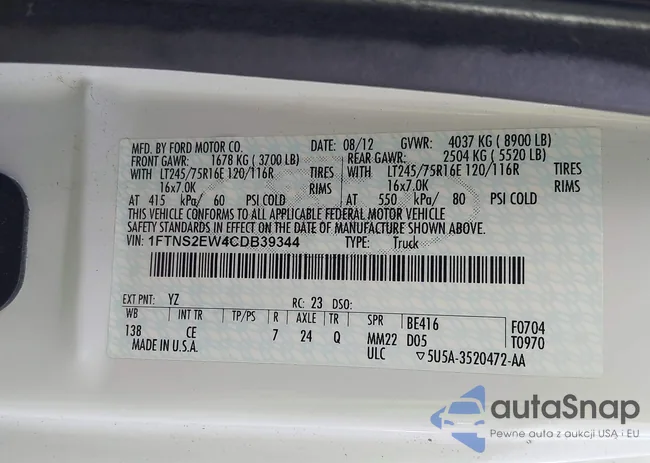 MFD. BY FORD MOTOR CO. DATE: 08/12 GVWR: 4037 KG ( 8900 LB)
FRONT GAWR: 1678 KG ( 3700 LB) REAR GAWR: 2504 KG ( 5520 LB)
WITH LT245/75R16E 120/116R TIRES WITH LT245/75R16E 120/116R TIRES
16x7.0K RIMS 16x7.0K RIMS
AT 415 kPa/ 60 PSI COLD AT 550 kPa/ 80 PSI COLD
THIS VEHICLE CONFORMS TO ALL APPLICABLE FEDERAL MOTOR VEHICLE
SAFETY STANDARDS IN EFFECT ON THE DATE OF MANUFACTURE SHOWN ABOVE.
VIN: 1FTNS2EW4CDB39344 TYPE: Truck
EXT PNT: YZ RC: 23 DSO:
WB INT TR TP/PS R AXLE TR SPR BE416 F0704
138 CE 7 24 Q MM22 D05 T0970
MADE IN U.S.A. ULC ▽5U5A-3520472-AA
autoSnap
Pewne auta z aukcji USA i EU